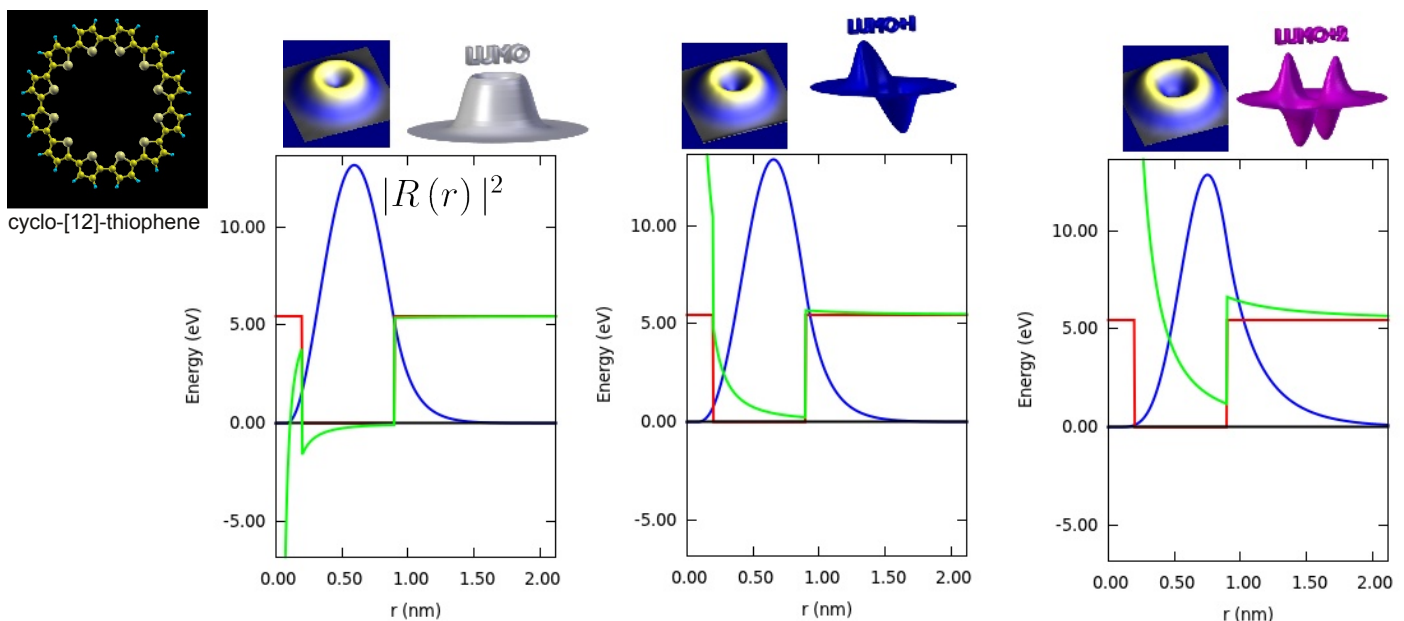 cyclo-[12]-thiophene
LUMO
LUMO+1
LUMO+2
|R(r)|²
10.00
5.00
0.00
-5.00
Energy (eV)
0.00 0.50 1.00 1.50 2.00
r (nm)
10.00
5.00
0.00
-5.00
Energy (eV)
0.00 0.50 1.00 1.50 2.00
r (nm)
10.00
5.00
0.00
-5.00
Energy (eV)
0.00 0.50 1.00 1.50 2.00
r (nm)